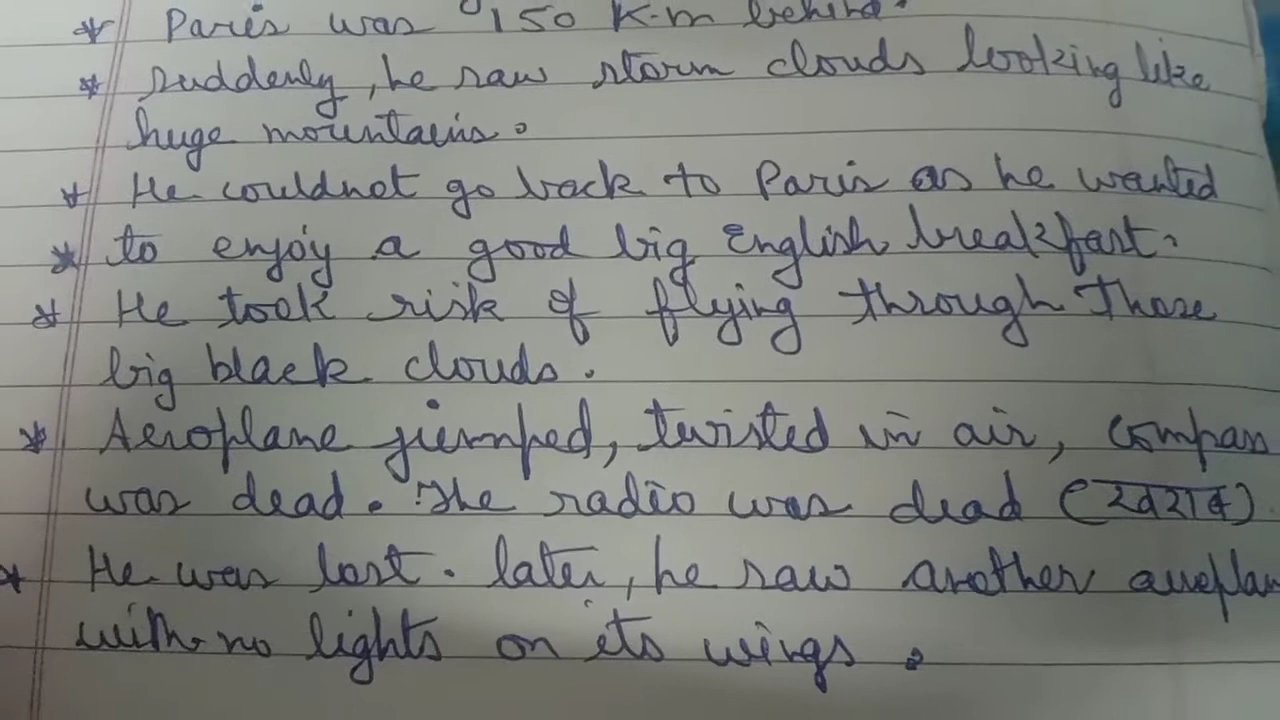 * Paris was 150 K.m behind.
* Suddenly, he saw storm clouds looking like
huge mountains.
* He couldnot go back to Paris as he wanted
* to enjoy a good big English breakfast.
* He took risk of flying through those
big black clouds.
* Aeroplane jumped, twisted in air, compass
was dead. The radio was dead (खराब)
* He was lost. later, he saw another aeroplan
with no lights on its wings.